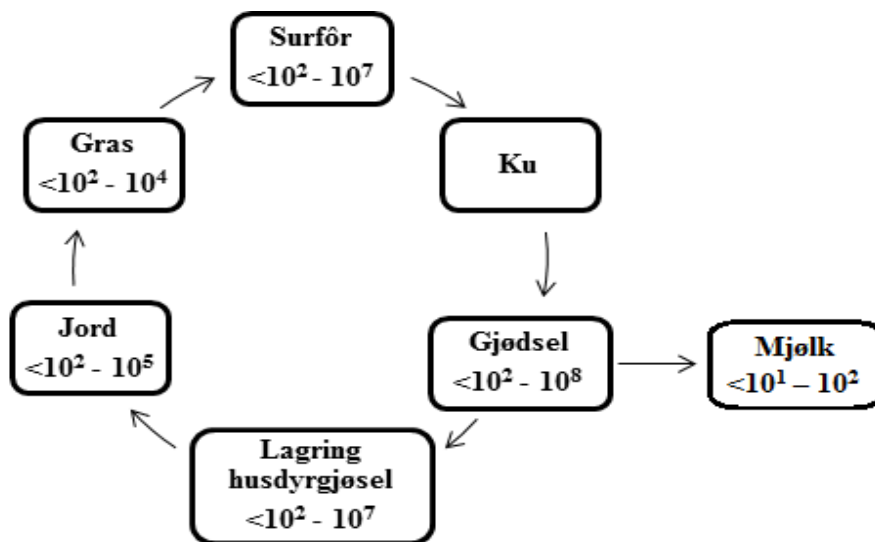 Surfôr
<10² - 10⁷
Gras
<10² - 10⁴
Ku
Jord
<10² - 10⁵
Gjødsel
<10² - 10⁸
Mjølk
<10¹ – 10²
Lagring
husdyrgjøsel
<10² - 10⁷